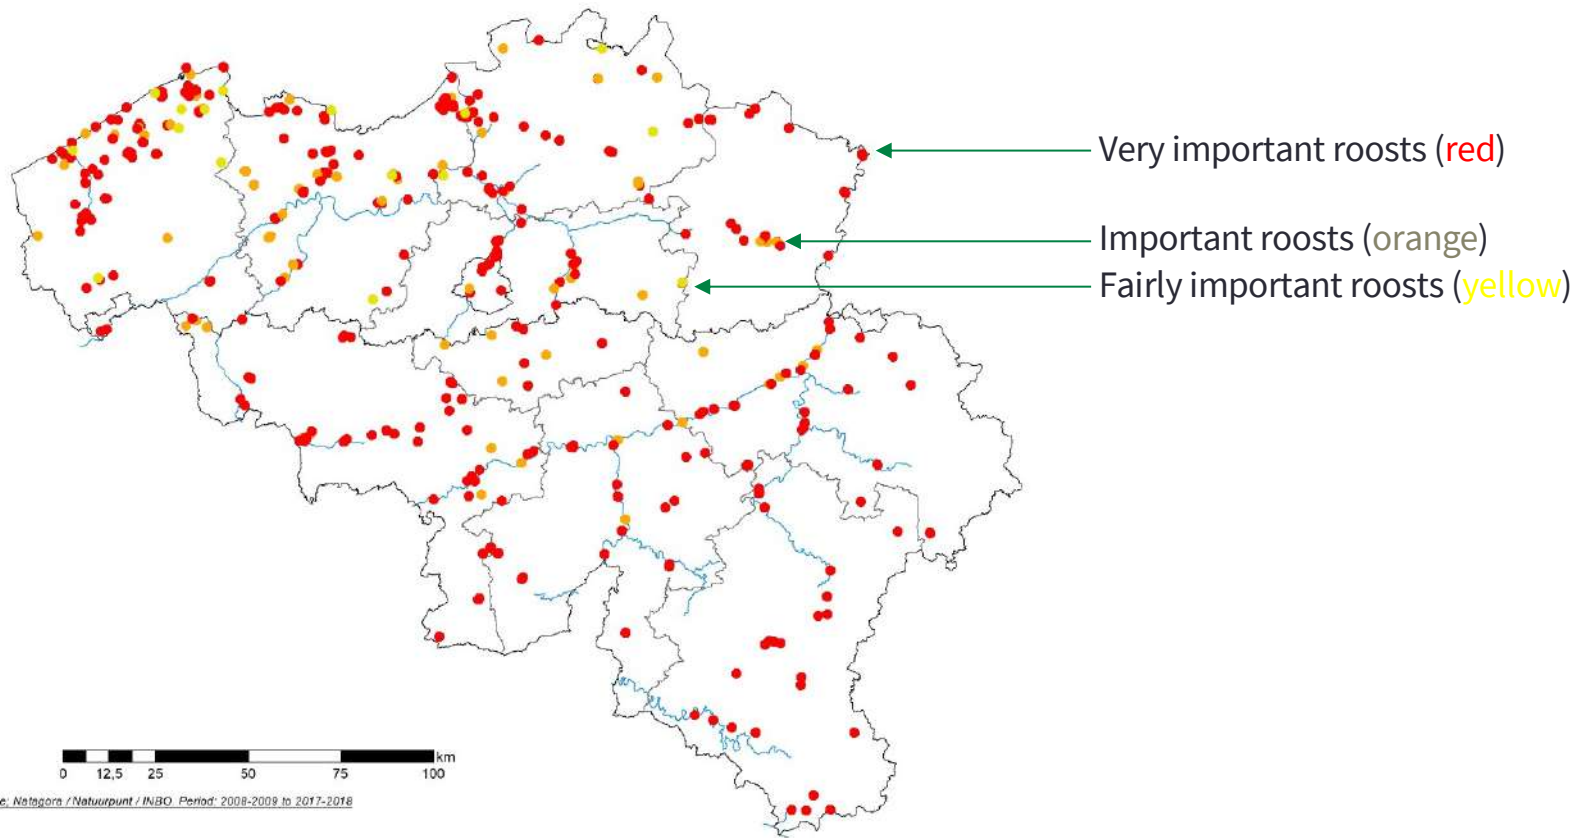 Very important roosts (red)
Important roosts (orange)
Fairly important roosts (yellow)
km
0 12,5 25 50 75 100
e; Natagora / Natuurpunt / INBO Period: 2008-2009 to 2017-2018